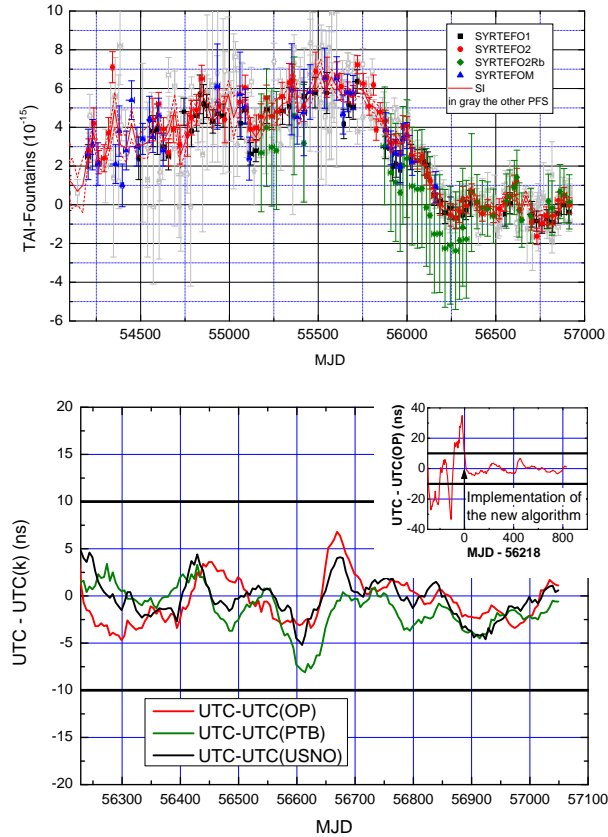 TAI-Fountains (10⁻¹⁵)
10
8
6
4
2
0
-2
-4
-6
54500 55000 55500 56000 56500 57000
MJD
SYRTEFO1
SYRTEFO2
SYRTEFO2Rb
SYRTEFOM
SI
in gray the other PFS
UTC - UTC(k) (ns)
20
15
10
5
0
-5
-10
-15
-20
56300 56400 56500 56600 56700 56800 56900 57000 57100
MJD
UTC-UTC(OP)
UTC-UTC(PTB)
UTC-UTC(USNO)
UTC - UTC(OP) (ns)
40
20
0
-20
-40
0 400 800
MJD - 56218
Implementation of
the new algorithm